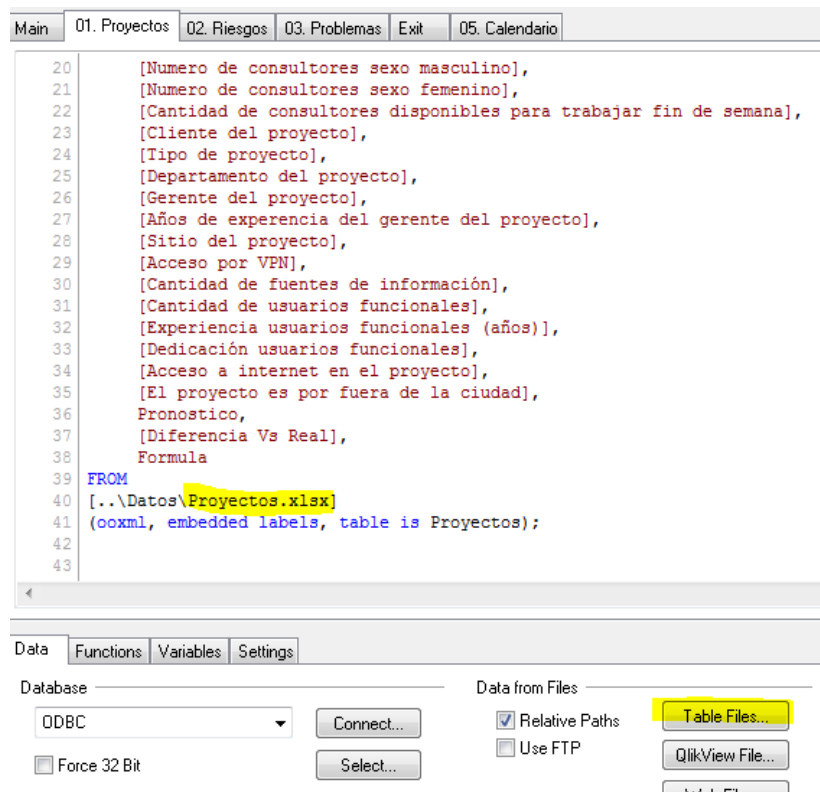 Main 01. Proyectos 02. Riesgos 03. Problemas Exit 05. Calendario
20 [Numero de consultores sexo masculino],
21 [Numero de consultores sexo femenino],
22 [Cantidad de consultores disponibles para trabajar fin de semana],
23 [Cliente del proyecto],
24 [Tipo de proyecto],
25 [Departamento del proyecto],
26 [Gerente del proyecto],
27 [Años de experencia del gerente del proyecto],
28 [Sitio del proyecto],
29 [Acceso por VPN],
30 [Cantidad de fuentes de información],
31 [Cantidad de usuarios funcionales],
32 [Experiencia usuarios funcionales (años)],
33 [Dedicación usuarios funcionales],
34 [Acceso a internet en el proyecto],
35 [El proyecto es por fuera de la ciudad],
36 Pronostico,
37 [Diferencia Vs Real],
38 Formula
39 FROM
40 [..\Datos\Proyectos.xlsx]
41 (ooxml, embedded labels, table is Proyectos);
42
43
Data Functions Variables Settings
Database Data from Files
ODBC Connect... Relative Paths Table Files...
Force 32 Bit Select... Use FTP QlikView File...